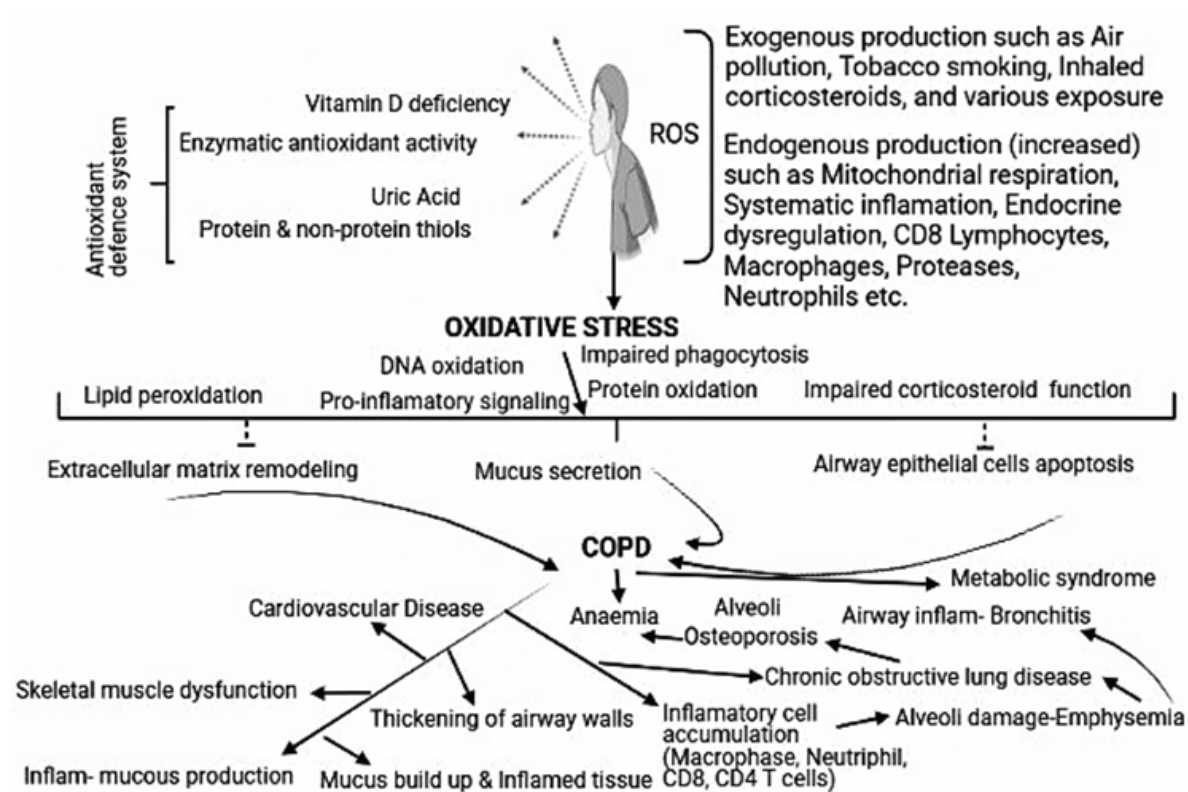 Exogenous production such as Air
pollution, Tobacco smoking, Inhaled
corticosteroids, and various exposure
Vitamin D deficiency
Enzymatic antioxidant activity
Uric Acid
Protein & non-protein thiols
Antioxidant
defence system
ROS
Endogenous production (increased)
such as Mitochondrial respiration,
Systematic inflamation, Endocrine
dysregulation, CD8 Lymphocytes,
Macrophages, Proteases,
Neutrophils etc.
OXIDATIVE STRESS
DNA oxidation
Impaired phagocytosis
Lipid peroxidation
Pro-inflamatory signaling
Protein oxidation
Impaired corticosteroid function
Extracellular matrix remodeling
Mucus secretion
Airway epithelial cells apoptosis
COPD
Metabolic syndrome
Cardiovascular Disease
Anaemia
Alveoli
Airway inflam- Bronchitis
Osteoporosis
Chronic obstructive lung disease
Skeletal muscle dysfunction
Thickening of airway walls
Inflamatory cell
accumulation
(Macrophase, Neutriphil,
CD8, CD4 T cells)
Alveoli damage-Emphysemia
Inflam- mucous production
Mucus build up & Inflamed tissue